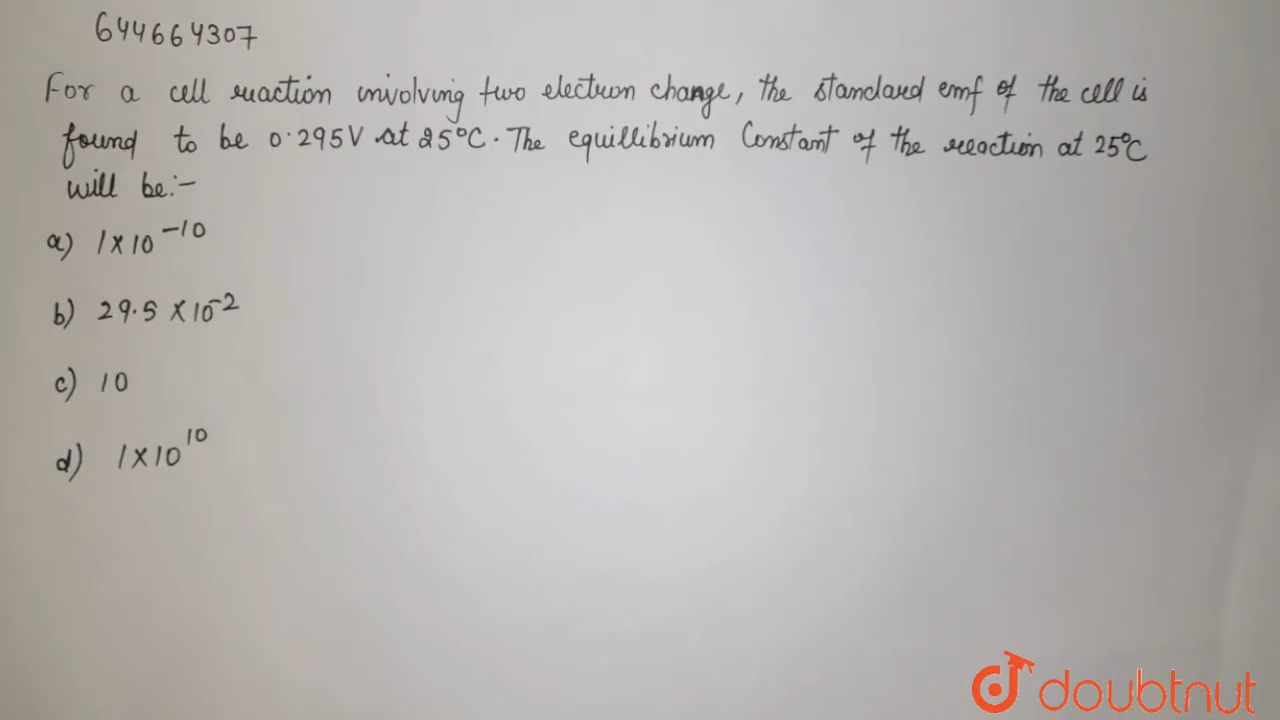 644664307
For a cell reaction involving two electron change, the standard emf of the cell is
found to be 0.295V at 25°C. The equillibrium Constant of the reaction at 25°C
will be:-
a) 1×10⁻¹⁰
b) 29.5 ×10⁻²
c) 10
d) 1×10¹⁰
doubtnut